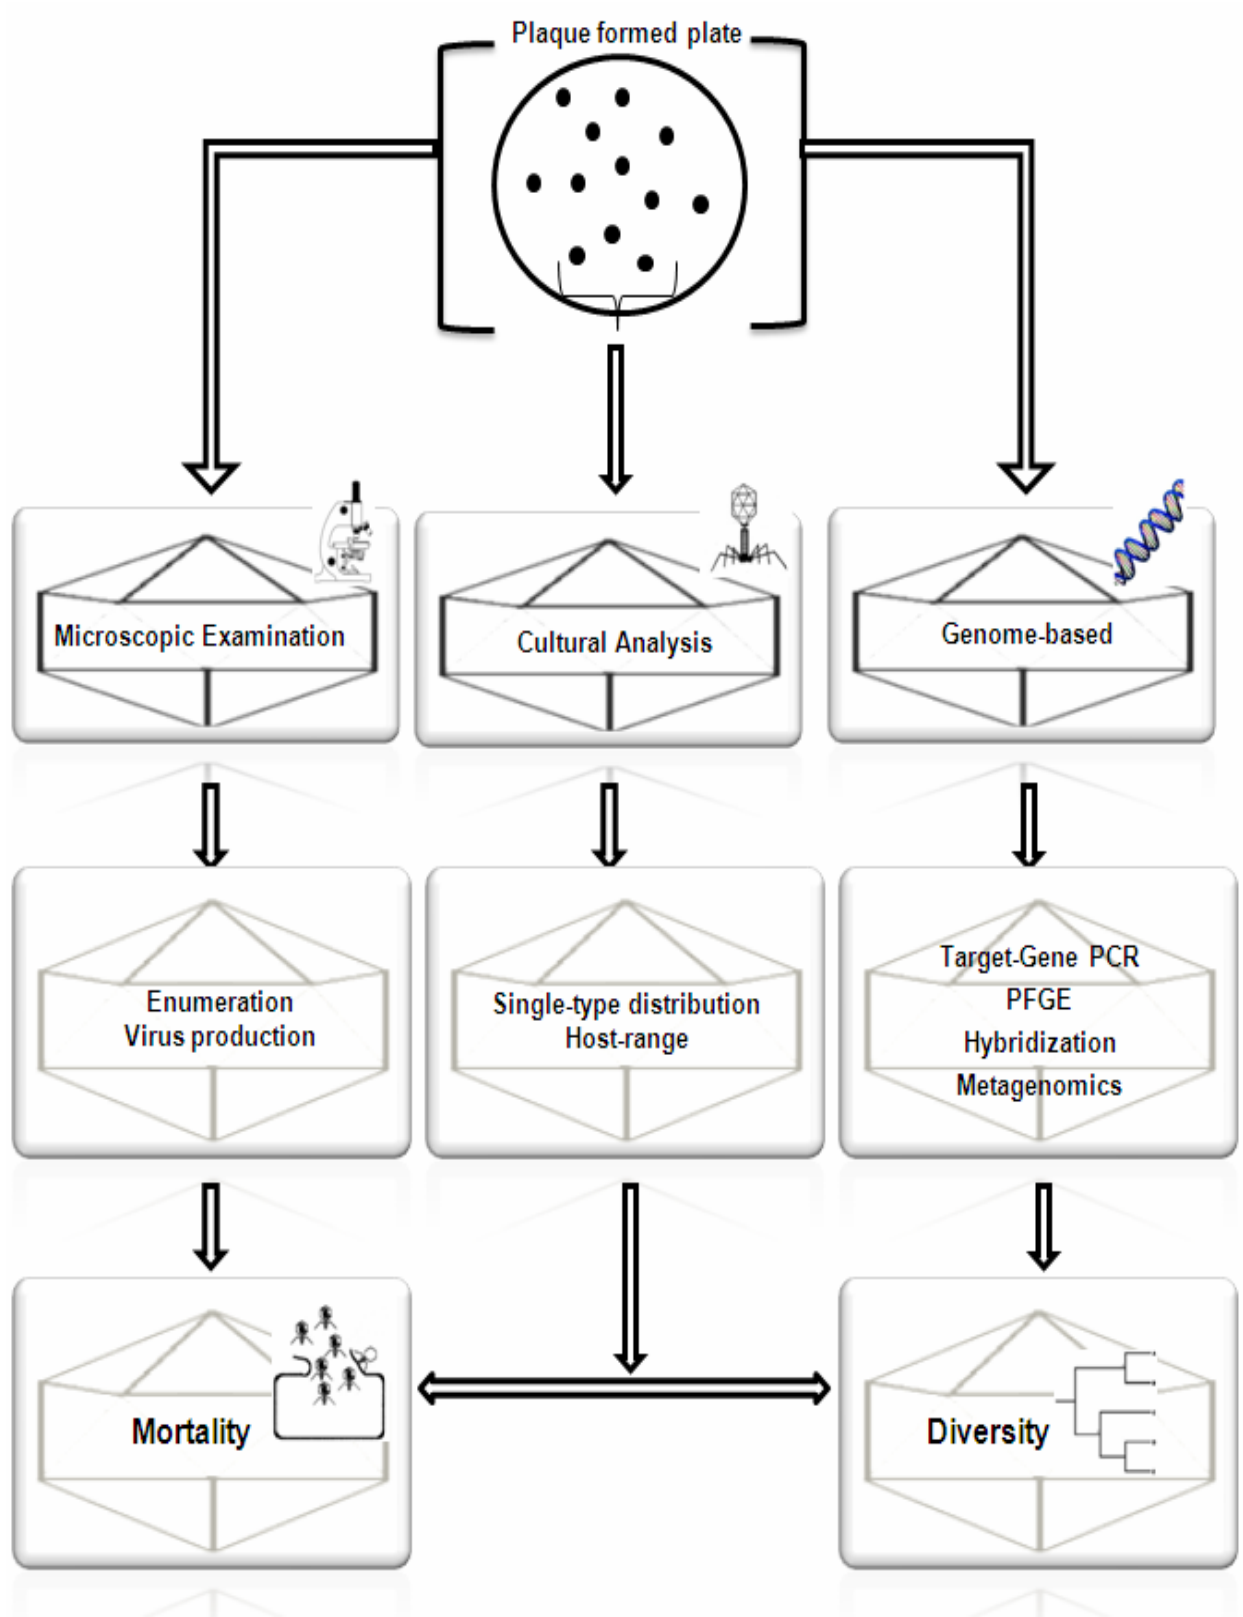 Plaque formed plate
Microscopic Examination
Cultural Analysis
Genome-based
Enumeration
Virus production
Single-type distribution
Host-range
Target-Gene PCR
PFGE
Hybridization
Metagenomics
Mortality
Diversity